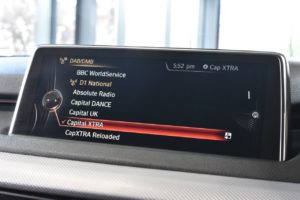 DAB/DMB
5:52 pm
Cap XTRA
BBC WorldService
D1 National
Absolute Radio
Capital DANCE
Capital UK
Capital XTRA
CapXTRA Reloaded